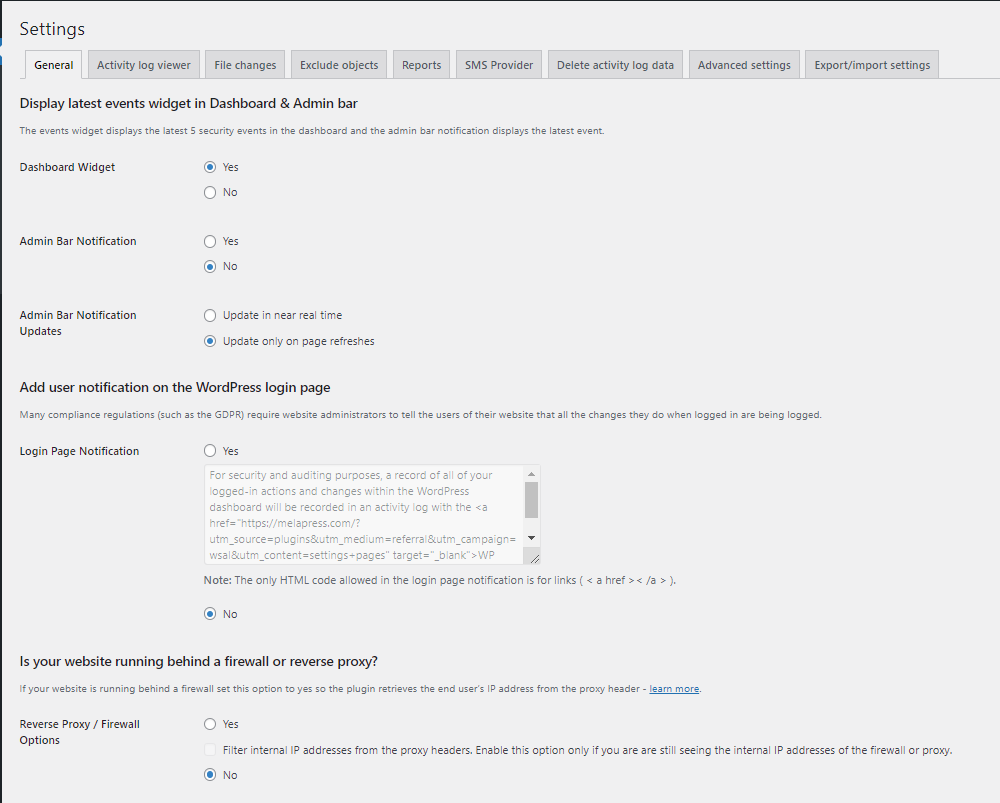 Settings
General
Activity log viewer
File changes
Exclude objects
Reports
SMS Provider
Delete activity log data
Advanced settings
Export/import settings
Display latest events widget in Dashboard & Admin bar
The events widget displays the latest 5 security events in the dashboard and the admin bar notification displays the latest event.
Dashboard Widget
Yes
No
Admin Bar Notification
Yes
No
Admin Bar Notification
Updates
Update in near real time
Update only on page refreshes
Add user notification on the WordPress login page
Many compliance regulations (such as the GDPR) require website administrators to tell the users of their website that all the changes they do when logged in are being logged.
Login Page Notification
Yes
For security and auditing purposes, a record of all of your
logged-in actions and changes within the WordPress
dashboard will be recorded in an activity log with the <a
href="https://melapress.com/?
utm_source=plugins&utm_medium=referral&utm_campaign=
wsal&utm_content=settings+pages" target="_blank">WP
Note: The only HTML code allowed in the login page notification is for links ( < a href >< /a > ).
No
Is your website running behind a firewall or reverse proxy?
If your website is running behind a firewall set this option to yes so the plugin retrieves the end user's IP address from the proxy header - learn more.
Reverse Proxy / Firewall
Options
Yes
Filter internal IP addresses from the proxy headers. Enable this option only if you are are still seeing the internal IP addresses of the firewall or proxy.
No